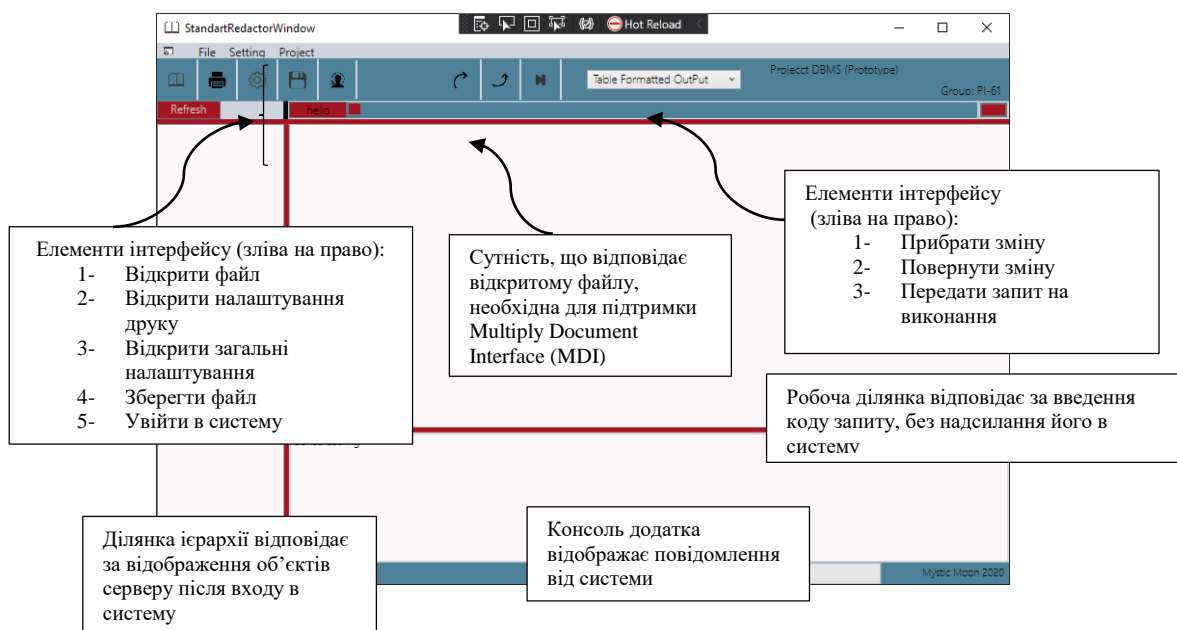 StandartRedactorWindow
Hot Reload
File Setting Project
Table Formatted OutPut
Projecct DBMS (Prototype)
Group: PI-61
Refresh
hello
Елементи інтерфейсу (зліва на право):
1- Відкрити файл
2- Відкрити налаштування
друку
3- Відкрити загальні
налаштування
4- Зберегти файл
5- Увійти в систему
Сутність, що відповідає
відкритому файлу,
необхідна для підтримки
Multiply Document
Interface (MDI)
Елементи інтерфейсу
(зліва на право):
1- Прибрати зміну
2- Повернути зміну
3- Передати запит на
виконання
Робоча ділянка відповідає за введення
коду запиту, без надсилання його в
систему
Ділянка ієрархії відповідає
за відображення об’єктів
серверу після входу в
систему
Консоль додатка
відображає повідомлення
від системи
Mystic Moon 2020